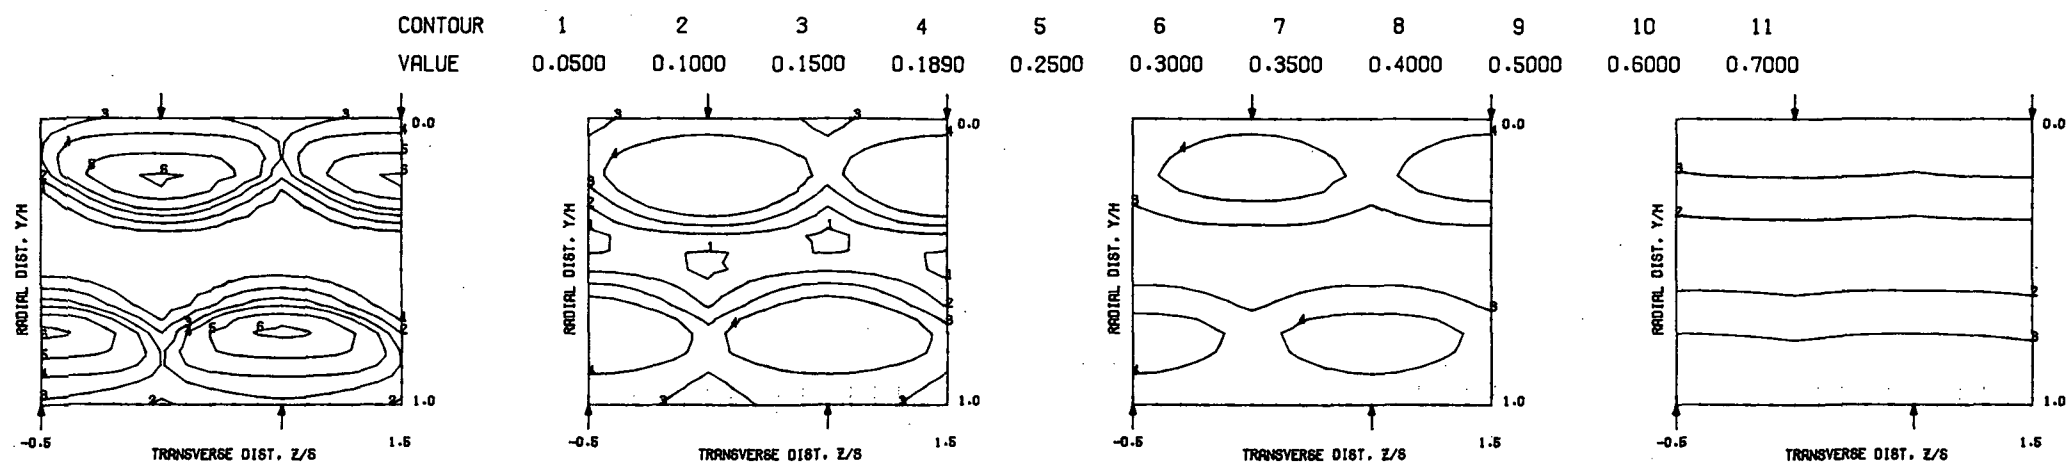 CONTOUR 1 2 3 4 5 6 7 8 9 10 11
VALUE 0.0500 0.1000 0.1500 0.1890 0.2500 0.3000 0.3500 0.4000 0.5000 0.6000 0.7000
0.0 0.0 0.0 0.0
RADIAL DIST. Y/H RADIAL DIST. Y/H RADIAL DIST. Y/H RADIAL DIST. Y/H
1.0 1.0 1.0 1.0
-0.5 1.5 -0.5 1.5 -0.5 1.5 -0.5 1.5
TRANSVERSE DIST. Z/S TRANSVERSE DIST. Z/S TRANSVERSE DIST. Z/S TRANSVERSE DIST. Z/S